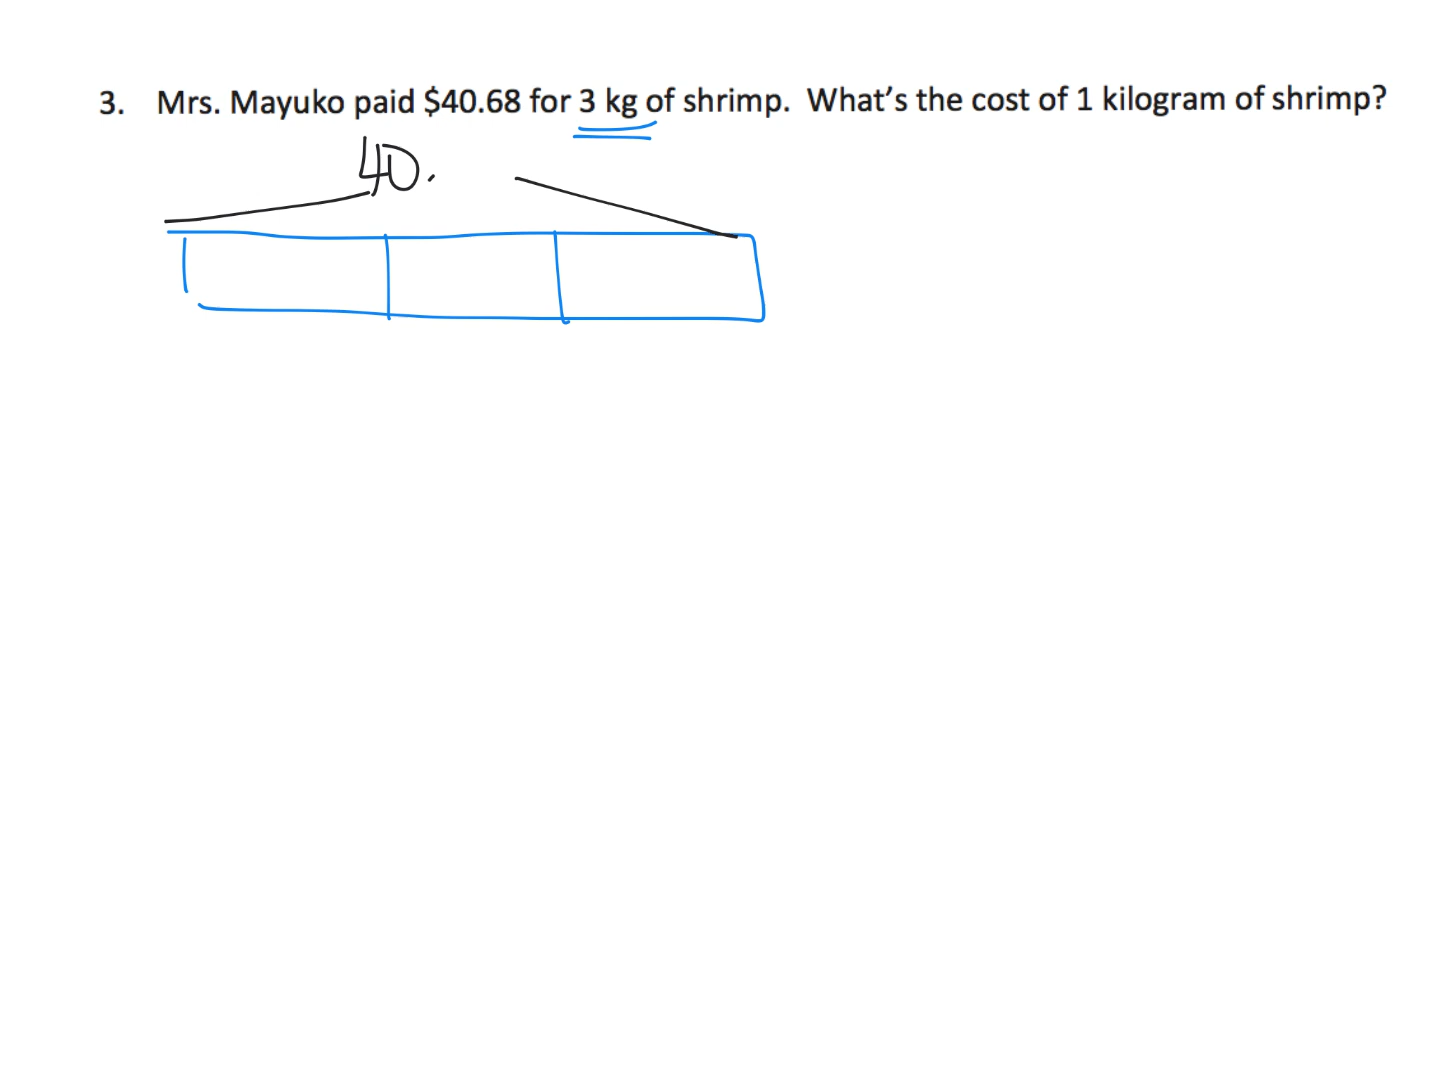 3. Mrs. Mayuko paid $40.68 for 3 kg of shrimp. What's the cost of 1 kilogram of shrimp?
40.